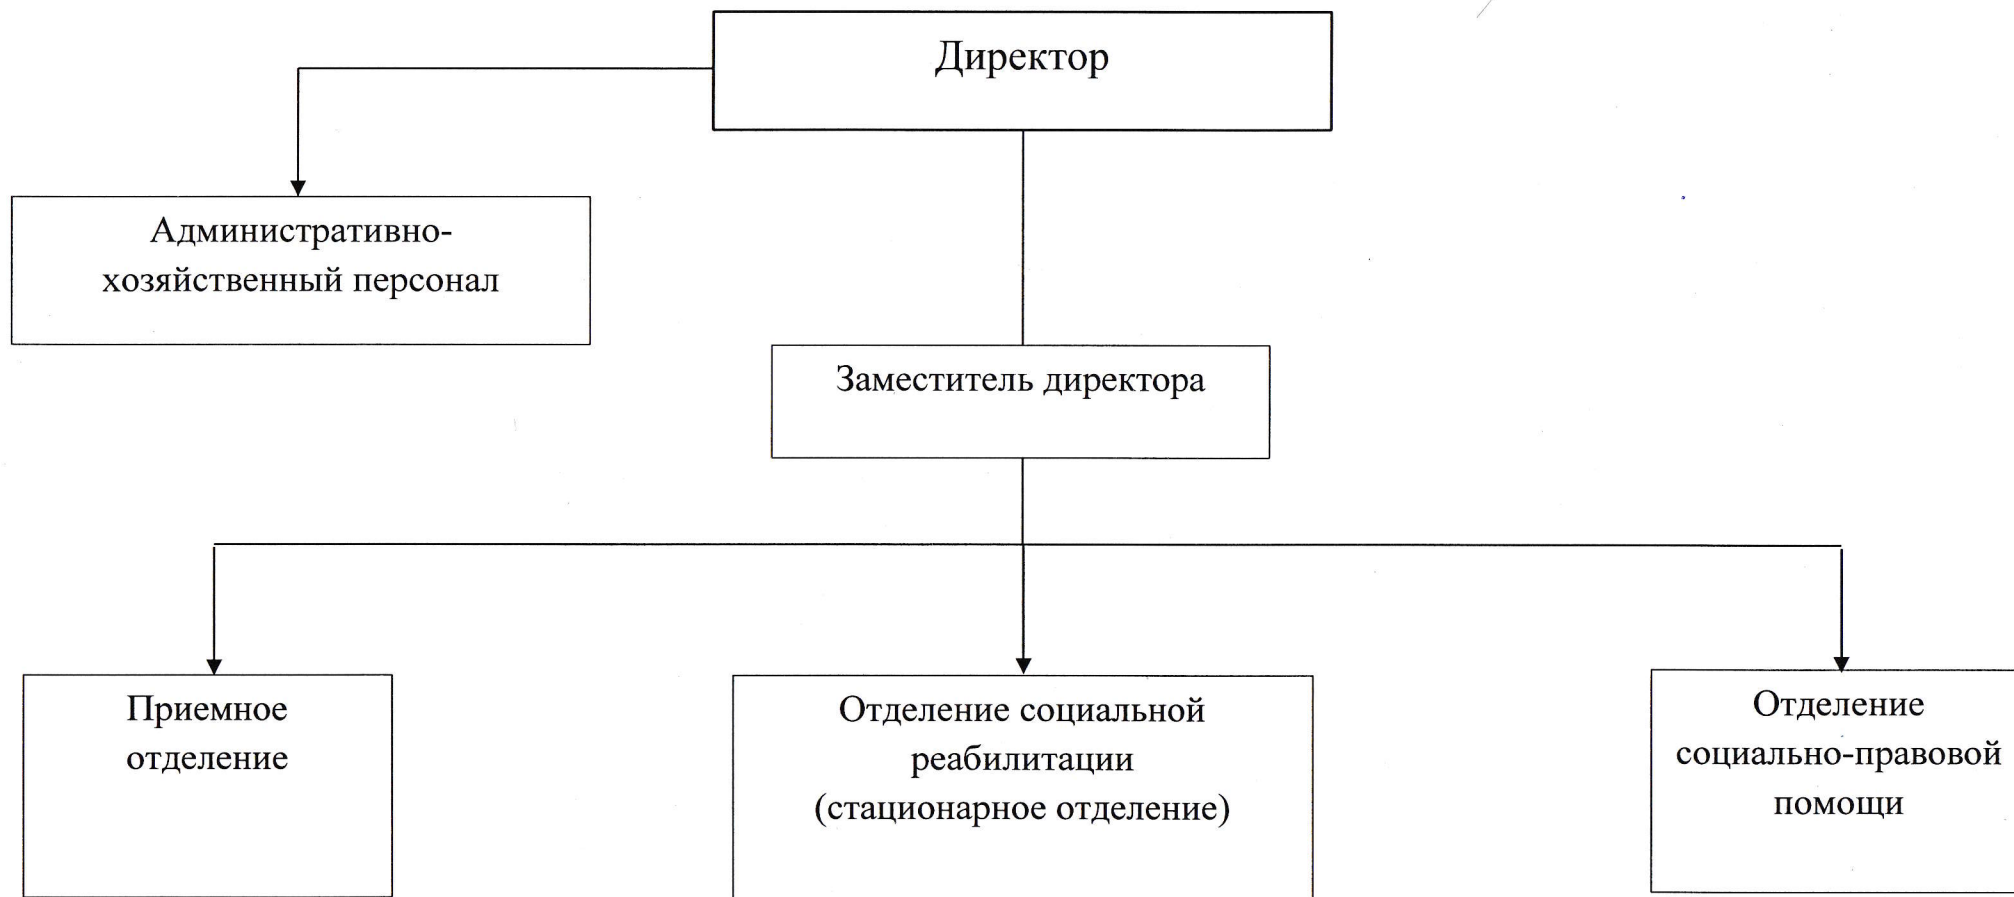 Директор
Административно-
хозяйственный персонал
Заместитель директора
Приемное
отделение
Отделение социальной
реабилитации
(стационарное отделение)
Отделение
социально-правовой
помощи